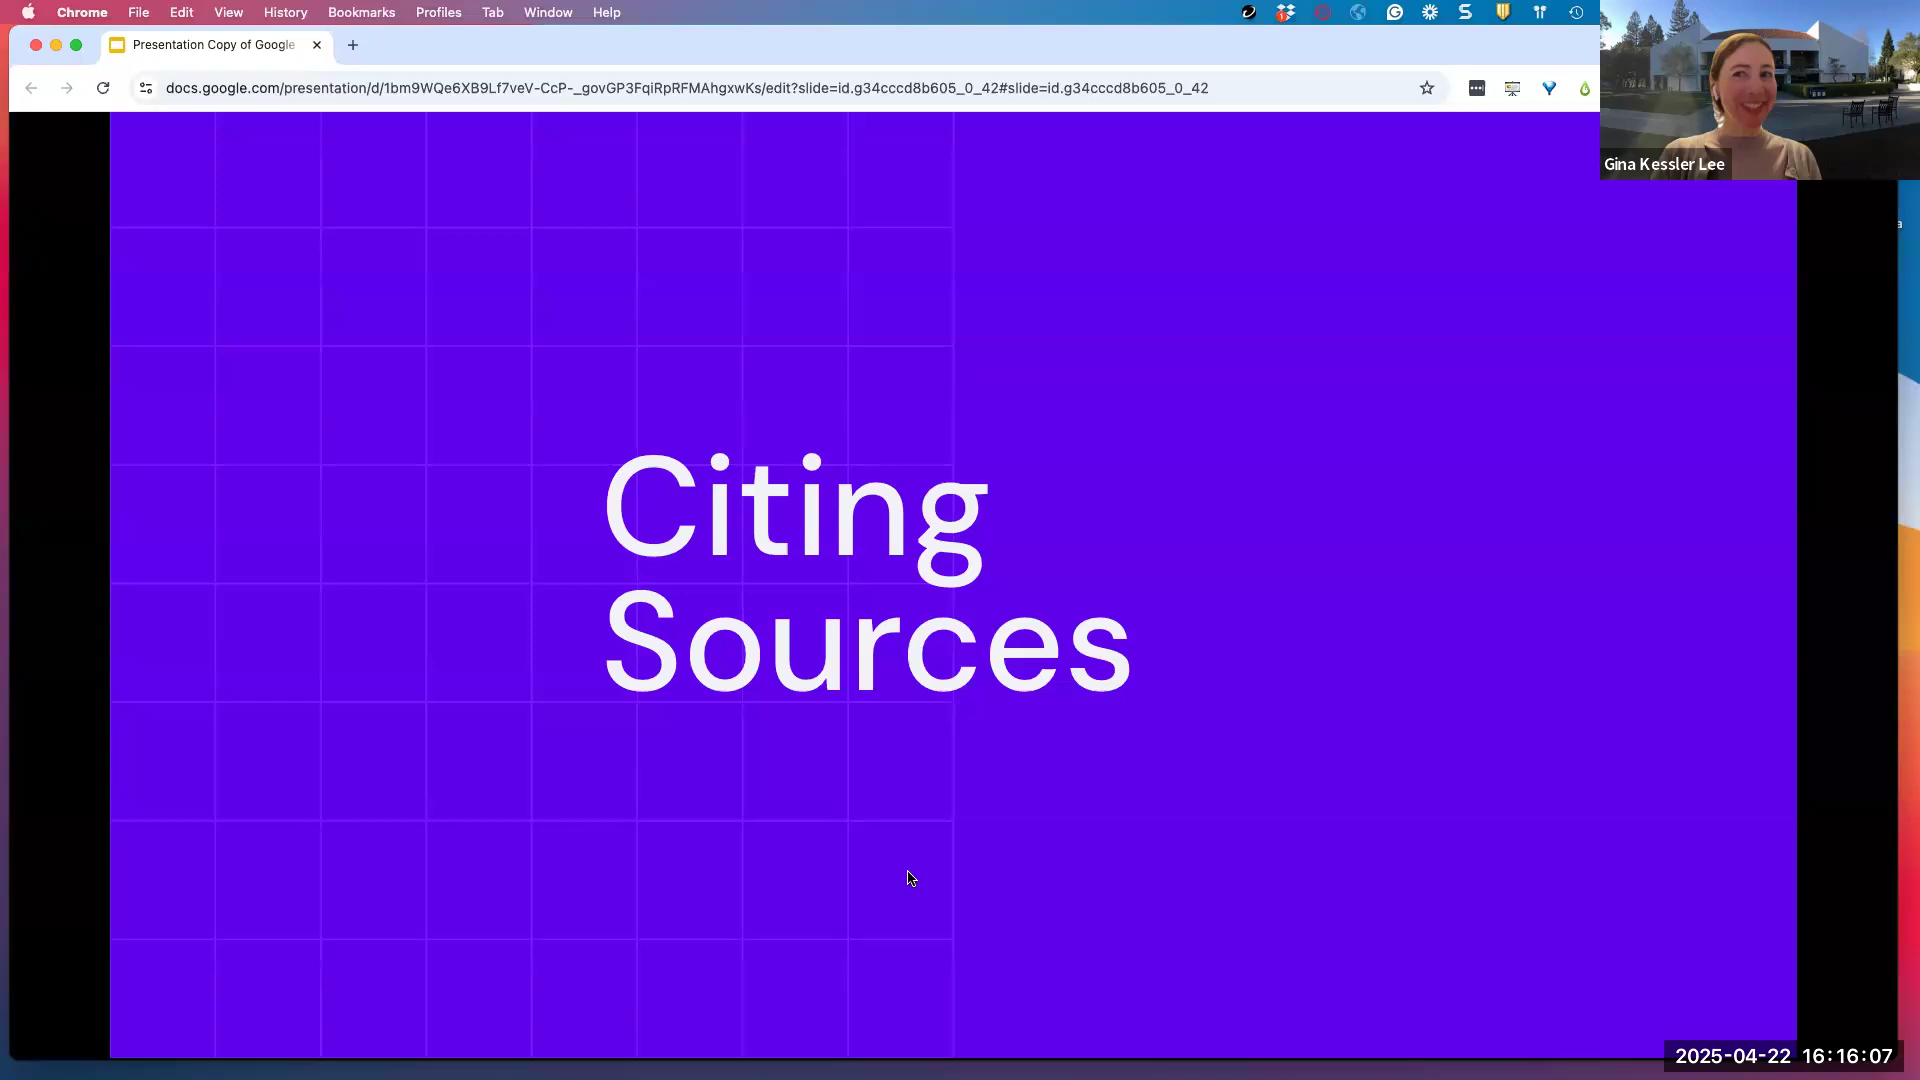 Chrome File Edit View History Bookmarks Profiles Tab Window Help
Presentation Copy of Google
docs.google.com/presentation/d/1bm9WQe6XB9Lf7veV-CcP-_govGP3FqiRpRFMAhgxwKs/edit?slide=id.g34cccd8b605_0_42#slide=id.g34cccd8b605_0_42
Gina Kessler Lee
Citing
Sources
2025-04-22 16:16:07